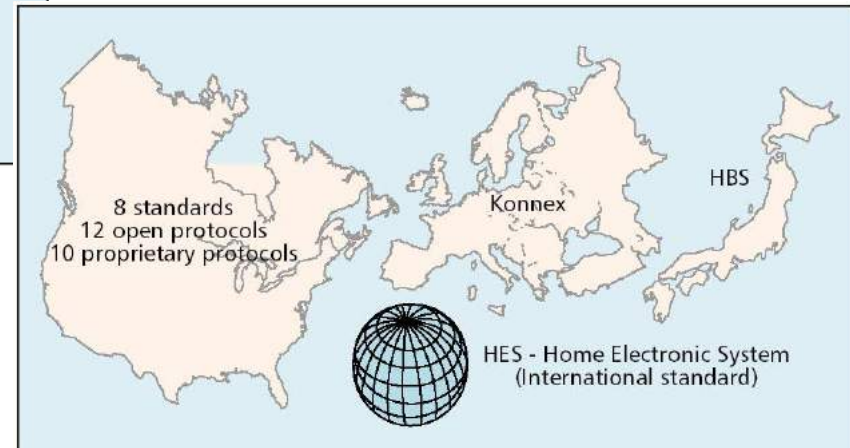 8 standards
12 open protocols
10 proprietary protocols
Konnex
HBS
HES - Home Electronic System
(International standard)